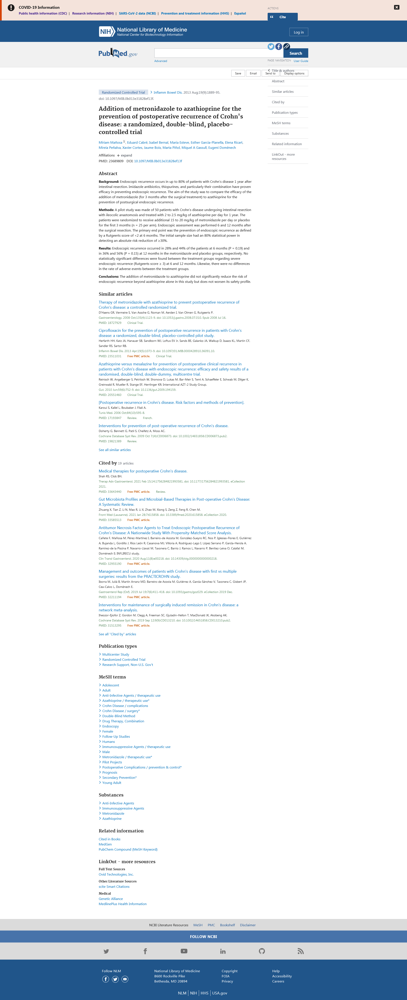 COVID-19 Information
Public health information (CDC) | Research information (NIH) | SARS-CoV-2 data (NCBI) | Prevention and treatment information (HHS) | Español
ACTIONS
Cite
NIH National Library of Medicine
National Center for Biotechnology Information
Log in
PubMed.gov
Search
Advanced
User Guide
PAGE NAVIGATION
Save
Email
Send to
Display options
Title & authors
Abstract
Similar articles
Cited by
Publication types
MeSH terms
Substances
Related information
LinkOut - more
resources
Randomized Controlled Trial
Inflamm Bowel Dis. 2013 Aug;19(9):1889-95.
doi: 10.1097/MIB.0b013e31828ef13f.
Addition of metronidazole to azathioprine for the
prevention of postoperative recurrence of Crohn's
disease: a randomized, double-blind, placebo-
controlled trial
Míriam Mañosa 1, Eduard Cabré, Isabel Bernal, Maria Esteve, Esther Garcia-Planella, Elena Ricart,
Mireia Peñalva, Xavier Cortes, Jaume Boix, Marta Piñol, Miquel A Gassull, Eugeni Domènech
Affiliations + expand
PMID: 23689809 DOI: 10.1097/MIB.0b013e31828ef13f
Abstract
Background: Endoscopic recurrence occurs in up to 80% of patients with Crohn's disease 1 year after
intestinal resection. Imidazole antibiotics, thiopurines, and particularly their combination have proven
efficacy in preventing endoscopic recurrence. The aim of the study was to compare the efficacy of the
addition of metronidazole (for 3 months after the surgical treatment) to azathioprine for the
prevention of postsurgical endoscopic recurrence.
Methods: A pilot study was made of 50 patients with Crohn's disease undergoing intestinal resection
with ileocolic anastomosis and treated with 2 to 2.5 mg/kg of azathioprine per day for 1 year. The
patients were randomized to receive additional 15 to 20 mg/kg of metronidazole per day or placebo
for the first 3 months (n = 25 per arm). Endoscopic assessment was performed 6 and 12 months after
the surgical resection. The primary end point was the prevention of endoscopic recurrence as defined
by a Rutgeerts score of <2 at 6 months. The initial sample size had an 80% statistical power in
detecting an absolute risk reduction of ≥30%.
Results: Endoscopic recurrence occurred in 28% and 44% of the patients at 6 months (P = 0.19) and
in 36% and 56% (P = 0.15) at 12 months in the metronidazole and placebo groups, respectively. No
statistically significant differences were found between the treatment groups regarding severe
endoscopic recurrence (Rutgeerts score ≥ 3) at 6 and 12 months. Likewise, there were no differences
in the rate of adverse events between the treatment groups.
Conclusions: The addition of metronidazole to azathioprine did not significantly reduce the risk of
endoscopic recurrence beyond azathioprine alone in this study but does not worsen its safety profile.
Similar articles
Therapy of metronidazole with azathioprine to prevent postoperative recurrence of
Crohn's disease: a controlled randomized trial.
D'Haens GR, Vermeire S, Van Assche G, Noman M, Aerden I, Van Olmen G, Rutgeerts P.
Gastroenterology. 2008 Oct;135(4):1123-9. doi: 10.1053/j.gastro.2008.07.010. Epub 2008 Jul 16.
PMID: 18727929 Clinical Trial.
Ciprofloxacin for the prevention of postoperative recurrence in patients with Crohn's
disease: a randomized, double-blind, placebo-controlled pilot study.
Herfarth HH, Katz JA, Hanauer SB, Sandborn WJ, Loftus EV Jr, Sands BE, Galanko JA, Walkup D, Isaacs KL, Martin CF,
Sandler RS, Sartor RB.
Inflamm Bowel Dis. 2013 Apr;19(5):1073-9. doi: 10.1097/01.MIB.0000428910.36091.10.
PMID: 23511031 Free PMC article. Clinical Trial.
Azathioprine versus mesalazine for prevention of postoperative clinical recurrence in
patients with Crohn's disease with endoscopic recurrence: efficacy and safety results of a
randomised, double-blind, double-dummy, multicentre trial.
Reinisch W, Angelberger S, Petritsch W, Shonova O, Lukas M, Bar-Meir S, Teml A, Schaeffeler E, Schwab M, Dilger K,
Greinwald R, Mueller R, Stange EF, Herrlinger KR; International AZT-2 Study Group.
Gut. 2010 Jun;59(6):752-9. doi: 10.1136/gut.2009.194159.
PMID: 20551460 Clinical Trial.
[Postoperative recurrence in Crohn's disease. Risk factors and methods of prevention].
Karoui S, Kallel L, Boubaker J, Filali A.
Tunis Med. 2006 Oct;84(10):595-8.
PMID: 17193847 Review. French.
Interventions for prevention of post-operative recurrence of Crohn's disease.
Doherty G, Bennett G, Patil S, Cheifetz A, Moss AC.
Cochrane Database Syst Rev. 2009 Oct 7;(4):CD006873. doi: 10.1002/14651858.CD006873.pub2.
PMID: 19821389 Review.
See all similar articles
Cited by 19 articles
Medical therapies for postoperative Crohn's disease.
Shah RS, Click BH.
Therap Adv Gastroenterol. 2021 Feb 15;14:1756284821993581. doi: 10.1177/1756284821993581. eCollection
2021.
PMID: 33643440 Free PMC article. Review.
Gut Microbiota Profiles and Microbial-Based Therapies in Post-operative Crohn's Disease:
A Systematic Review.
Zhuang X, Tian Z, Li N, Mao R, Li X, Zhao M, Xiong S, Zeng Z, Feng R, Chen M.
Front Med (Lausanne). 2021 Jan 28;7:615858. doi: 10.3389/fmed.2020.615858. eCollection 2020.
PMID: 33585513 Free PMC article.
Antitumor Necrosis Factor Agents to Treat Endoscopic Postoperative Recurrence of
Crohn's Disease: A Nationwide Study With Propensity-Matched Score Analysis.
Cañete F, Mañosa M, Pérez-Martínez I, Barreiro-de Acosta M, González-Sueyro RC, Nos P, Iglesias-Flores E, Gutiérrez
A, Bujanda L, Gordillo J, Ríos León R, Casanova MJ, Villoria A, Rodríguez-Lago I, López Serrano P, García-Herola A,
Ramírez-de la Piscina P, Navarro-Llavat M, Taxonera C, Barrio J, Ramos L, Navarro P, Benítez-Leiva O, Calafat M,
Domènech E; INFLIRECU study.
Clin Transl Gastroenterol. 2020 Aug;11(8):e00218. doi: 10.14309/ctg.0000000000000218.
PMID: 32955190 Free PMC article.
Management and outcomes of patients with Crohn's disease with first vs multiple
surgeries: results from the PRACTICROHN study.
Iborra M, Juliá B, Martín Arranz MD, Barreiro-de Acosta M, Gutiérrez A, García-Sánchez V, Taxonera C, Gisbert JP,
Cea-Calvo L, Domènech E.
Gastroenterol Rep (Oxf). 2019 Jul 19;7(6):411-418. doi: 10.1093/gastro/goz029. eCollection 2019 Dec.
PMID: 32211194 Free PMC article.
Interventions for maintenance of surgically induced remission in Crohn's disease: a
network meta-analysis.
Iheozor-Ejiofor Z, Gordon M, Clegg A, Freeman SC, Gjuladin-Hellon T, MacDonald JK, Akobeng AK.
Cochrane Database Syst Rev. 2019 Sep 12;9(9):CD013210. doi: 10.1002/14651858.CD013210.pub2.
PMID: 31513295 Free PMC article.
See all "Cited by" articles
Publication types
Multicenter Study
Randomized Controlled Trial
Research Support, Non-U.S. Gov't
MeSH terms
Adolescent
Adult
Anti-Infective Agents / therapeutic use
Azathioprine / therapeutic use*
Crohn Disease / complications
Crohn Disease / surgery*
Double-Blind Method
Drug Therapy, Combination
Endoscopy
Female
Follow-Up Studies
Humans
Immunosuppressive Agents / therapeutic use
Male
Metronidazole / therapeutic use*
Pilot Projects
Postoperative Complications / prevention & control*
Prognosis
Secondary Prevention*
Young Adult
Substances
Anti-Infective Agents
Immunosuppressive Agents
Metronidazole
Azathioprine
Related information
Cited in Books
MedGen
PubChem Compound (MeSH Keyword)
LinkOut - more resources
Full Text Sources
Ovid Technologies, Inc.
Other Literature Sources
scite Smart Citations
Medical
Genetic Alliance
MedlinePlus Health Information
NCBI Literature Resources MeSH PMC Bookshelf Disclaimer
FOLLOW NCBI
Follow NLM
National Library of Medicine
8600 Rockville Pike
Bethesda, MD 20894
Copyright
FOIA
Privacy
Help
Accessibility
Careers
NLM | NIH | HHS | USA.gov